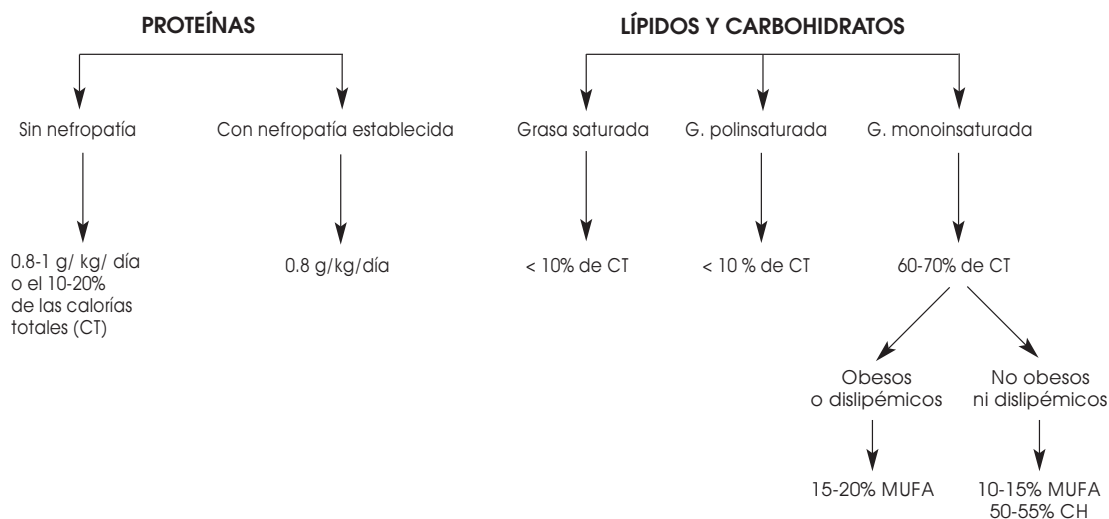 PROTEÍNAS
LÍPIDOS Y CARBOHIDRATOS
Sin nefropatía
Con nefropatía establecida
Grasa saturada
G. polinsaturada
G. monoinsaturada
0.8-1 g/ kg/ día
o el 10-20%
de las calorías
totales (CT)
0.8 g/kg/día
< 10% de CT
< 10 % de CT
60-70% de CT
Obesos
o dislipémicos
No obesos
ni dislipémicos
15-20% MUFA
10-15% MUFA
50-55% CH